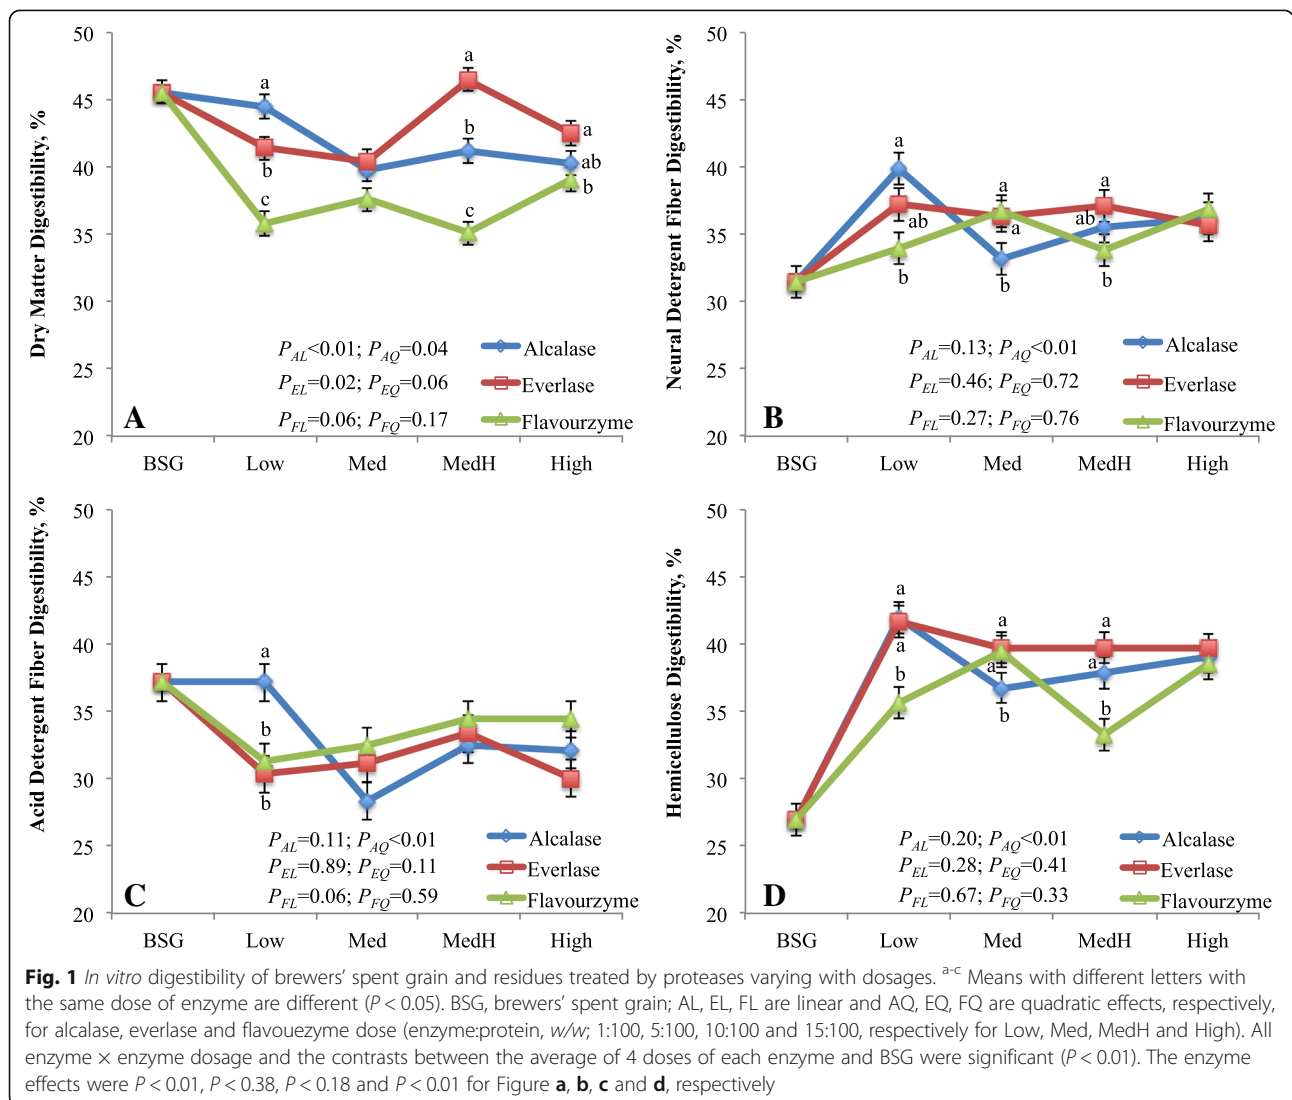 50
45
40
35
30
25
20
Dry Matter Digestibility, %
a
b
c
a
b
c
a
ab
b
P_AL<0.01; P_AQ=0.04
P_EL=0.02; P_EQ=0.06
P_FL=0.06; P_FQ=0.17
Alcalase
Everlase
Flavourzyme
A
BSG Low Med MedH High
50
45
40
35
30
25
20
Neural Detergent Fiber Digestibility, %
a
ab
b
a
a
b
a
ab
b
P_AL=0.13; P_AQ<0.01
P_EL=0.46; P_EQ=0.72
P_FL=0.27; P_FQ=0.76
Alcalase
Everlase
Flavourzyme
B
BSG Low Med MedH High
50
45
40
35
30
25
20
Acid Detergent Fiber Digestibility, %
a
b
b
P_AL=0.11; P_AQ<0.01
P_EL=0.89; P_EQ=0.11
P_FL=0.06; P_FQ=0.59
Alcalase
Everlase
Flavourzyme
C
BSG Low Med MedH High
50
45
40
35
30
25
20
Hemicellulose Digestibility, %
a
a
b
a
a
b
a
a
b
P_AL=0.20; P_AQ<0.01
P_EL=0.28; P_EQ=0.41
P_FL=0.67; P_FQ=0.33
Alcalase
Everlase
Flavourzyme
D
BSG Low Med MedH High
Fig. 1 In vitro digestibility of brewers' spent grain and residues treated by proteases varying with dosages. a-c Means with different letters with
the same dose of enzyme are different (P < 0.05). BSG, brewers' spent grain; AL, EL, FL are linear and AQ, EQ, FQ are quadratic effects, respectively,
for alcalase, everlase and flavouezyme dose (enzyme:protein, w/w; 1:100, 5:100, 10:100 and 15:100, respectively for Low, Med, MedH and High). All
enzyme × enzyme dosage and the contrasts between the average of 4 doses of each enzyme and BSG were significant (P < 0.01). The enzyme
effects were P < 0.01, P < 0.38, P < 0.18 and P < 0.01 for Figure a, b, c and d, respectively